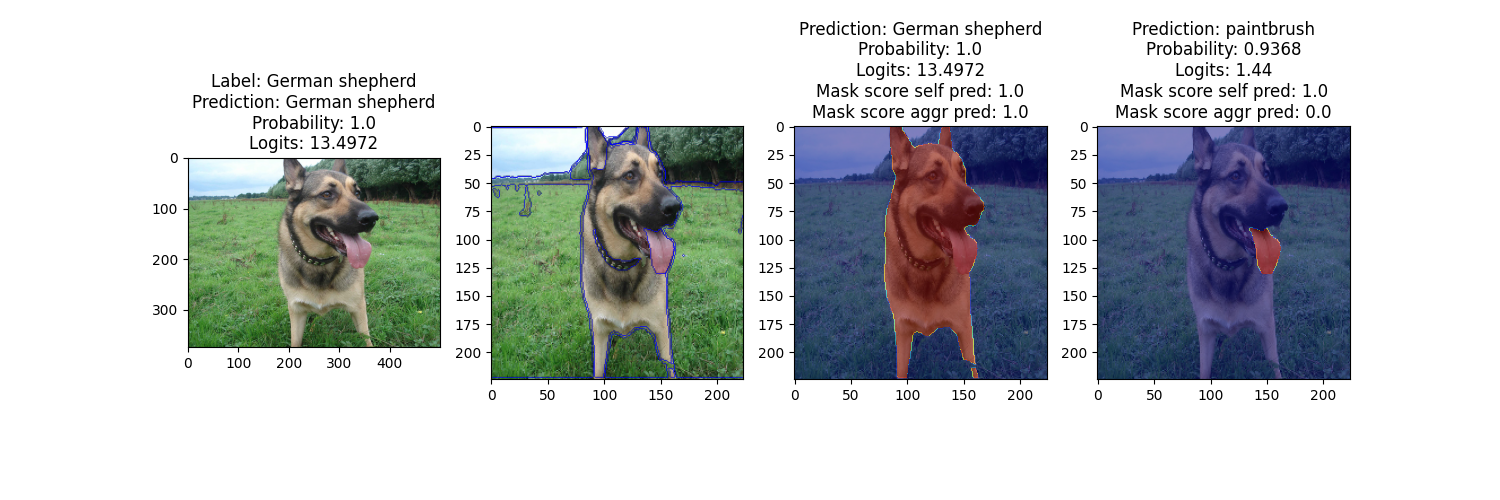 Label: German shepherd
Prediction: German shepherd
Probability: 1.0
Logits: 13.4972
0
100
200
300
0 100 200 300 400
0
25
50
75
100
125
150
175
200
0 50 100 150 200
Prediction: German shepherd
Probability: 1.0
Logits: 13.4972
Mask score self pred: 1.0
Mask score aggr pred: 1.0
0
25
50
75
100
125
150
175
200
0 50 100 150 200
Prediction: paintbrush
Probability: 0.9368
Logits: 1.44
Mask score self pred: 1.0
Mask score aggr pred: 0.0
0
25
50
75
100
125
150
175
200
0 50 100 150 200